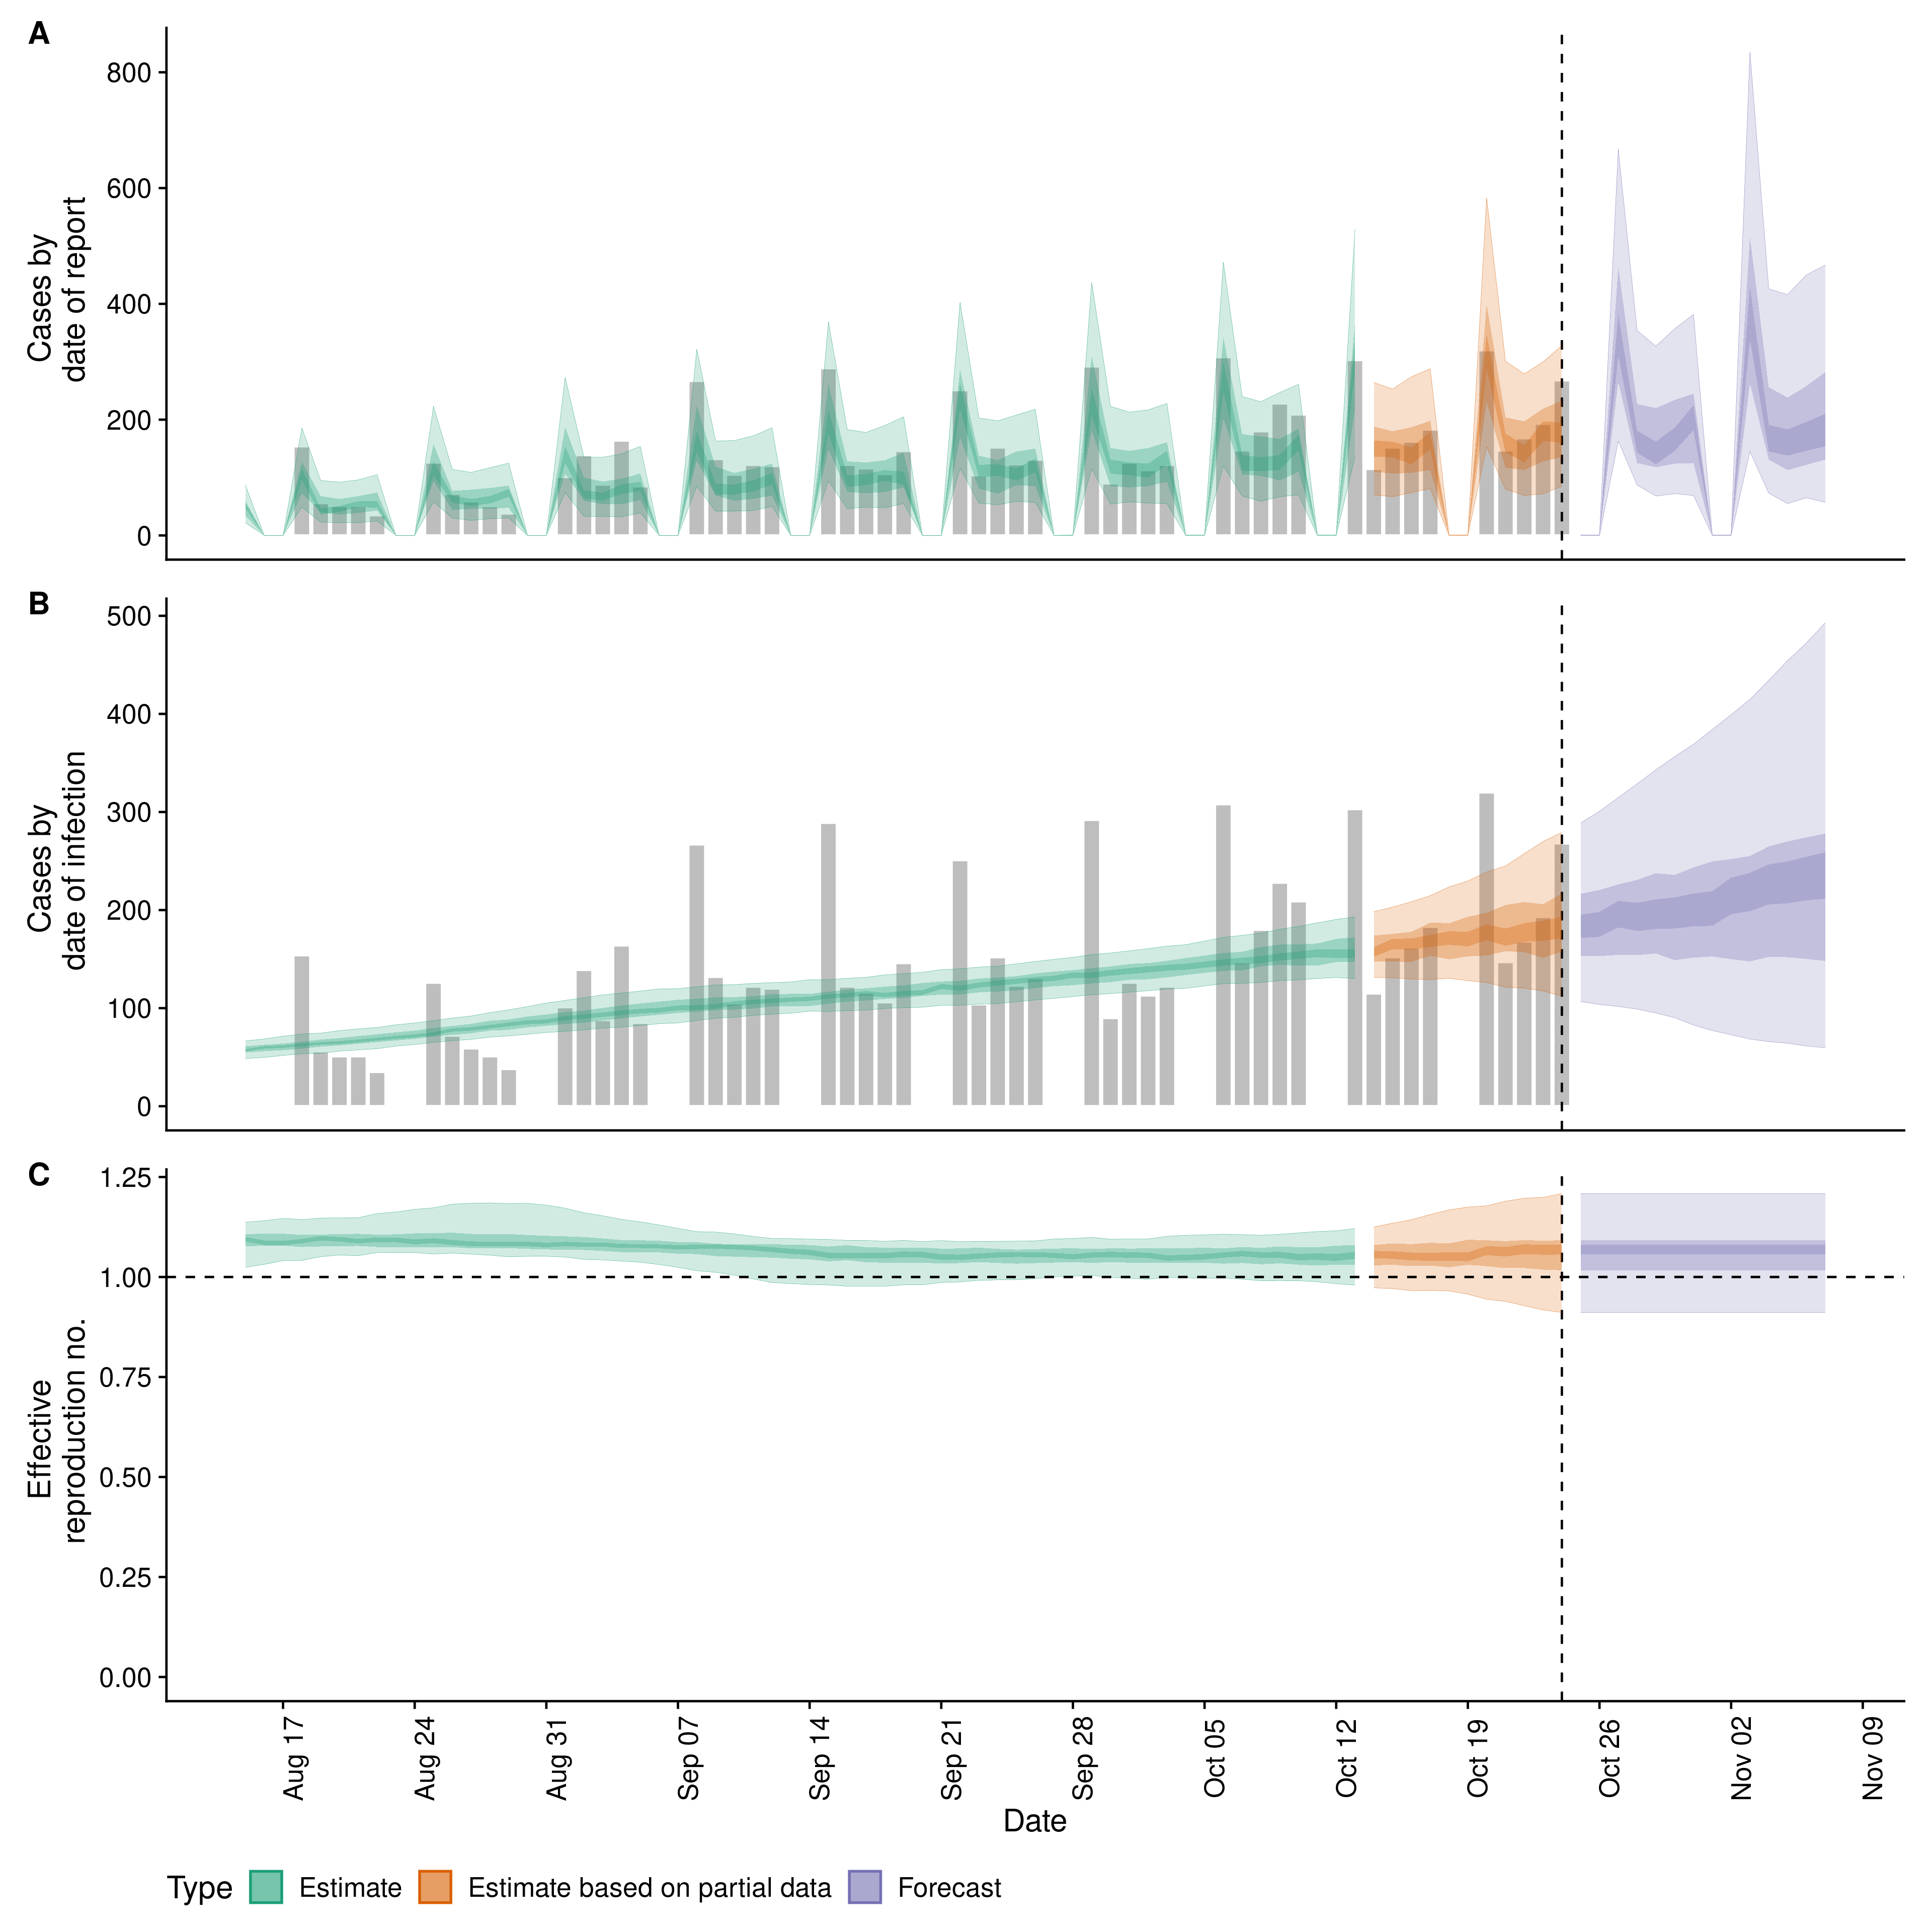 A
Cases by
date of report
800
600
400
200
0
B
Cases by
date of infection
500
400
300
200
100
0
C
Effective
reproduction no.
1.25
1.00
0.75
0.50
0.25
0.00
Aug 17
Aug 24
Aug 31
Sep 07
Sep 14
Sep 21
Sep 28
Oct 05
Oct 12
Oct 19
Oct 26
Nov 02
Nov 09
Date
Type Estimate Estimate based on partial data Forecast